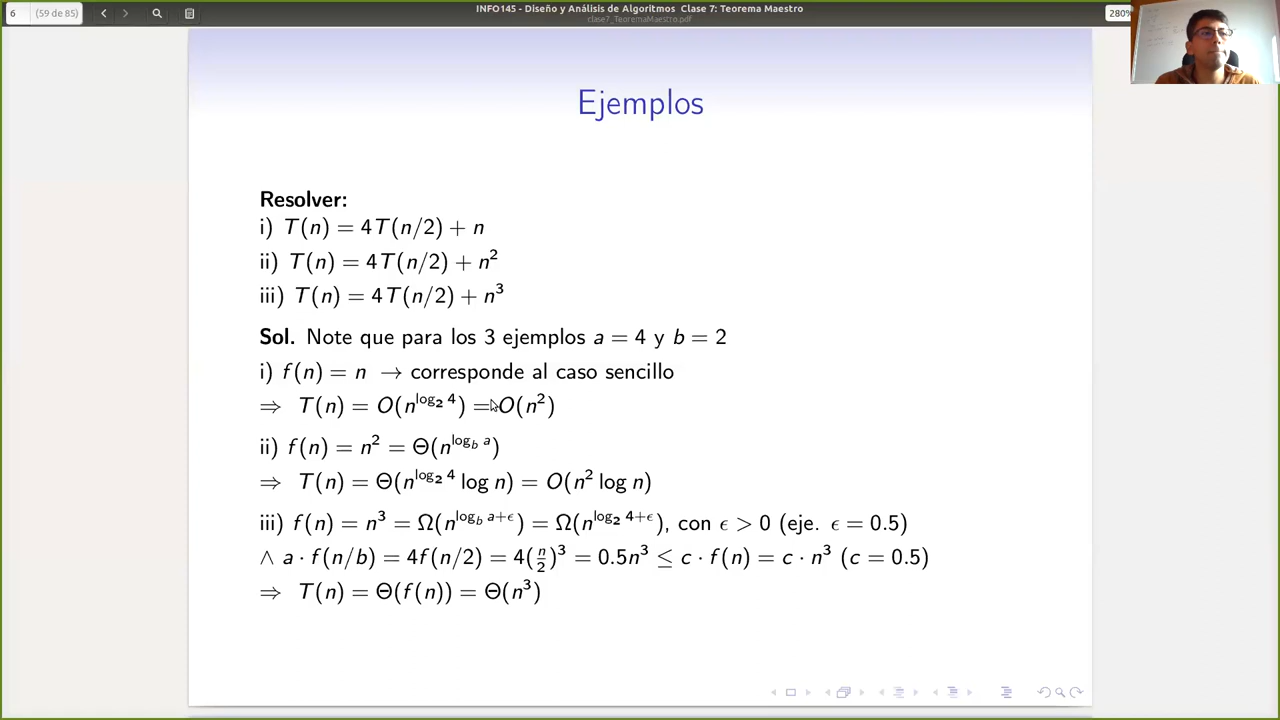 6 (59 de 85)
INFO145 - Diseño y Análisis de Algoritmos Clase 7: Teorema Maestro
clase7_TeoremaMaestro.pdf
280%
Ejemplos
Resolver:
i) T(n) = 4T(n/2) + n
ii) T(n) = 4T(n/2) + n²
iii) T(n) = 4T(n/2) + n³
Sol. Note que para los 3 ejemplos a = 4 y b = 2
i) f(n) = n → corresponde al caso sencillo
⇒ T(n) = O(n^{log₂ 4}) = O(n²)
ii) f(n) = n² = Θ(n^{log_b a})
⇒ T(n) = Θ(n^{log₂ 4} log n) = O(n² log n)
iii) f(n) = n³ = Ω(n^{log_b a+ϵ}) = Ω(n^{log₂ 4+ϵ}), con ϵ > 0 (eje. ϵ = 0.5)
∧ a · f(n/b) = 4f(n/2) = 4(n/2)³ = 0.5n³ ≤ c · f(n) = c · n³ (c = 0.5)
⇒ T(n) = Θ(f(n)) = Θ(n³)